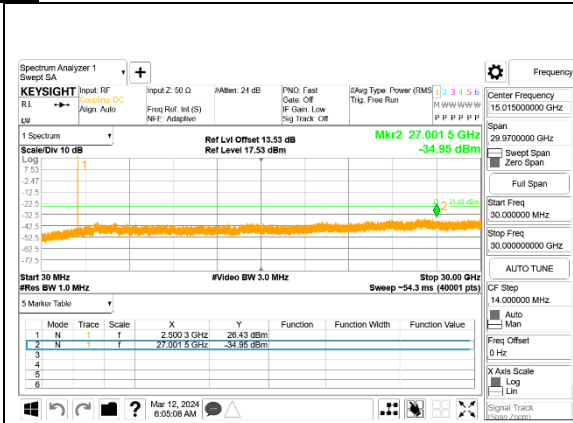 Spectrum Analyzer 1
Swept SA
Frequency
KEYSIGHT
Input: RF
Input Z: 50 Ω
#Atten: 24 dB
PNO: Fast
#Avg Type: Power (RMS
1 2 3 4 5 6
RL
Coupling: DC
Gate: Off
Trig: Free Run
Align: Auto
Freq Ref: Int (S)
IF Gain: Low
M W W W W W
NFE: Adaptive
Sig Track: Off
P P P P P P
Center Frequency
15.015000000 GHz
Span
29.9700000 GHz
Swept Span
Zero Span
Full Span
Start Freq
30.000000 MHz
Stop Freq
30.000000000 GHz
AUTO TUNE
CF Step
14.000000 MHz
Auto
Man
Freq Offset
0 Hz
X Axis Scale
Log
Lin
Signal Track
(Span Zoom)
1 Spectrum
Scale/Div 10 dB
Ref Lvl Offset 13.53 dB
Ref Level 17.53 dBm
Mkr2 27.001 5 GHz
-34.95 dBm
Log
7.53
-2.47
-12.5
-22.5
-32.5
-42.5
-52.5
-62.5
-72.5
1
2
-25.00 dBm
Start 30 MHz
#Video BW 3.0 MHz
Stop 30.00 GHz
#Res BW 1.0 MHz
Sweep ~54.3 ms (40001 pts)
5 Marker Table
Mode Trace Scale X Y Function Function Width Function Value
1 N 1 f 2.500 3 GHz 26.43 dBm
2 N 1 f 27.001 5 GHz -34.95 dBm
3
4
5
6
Mar 12, 2024
6:05:08 AM